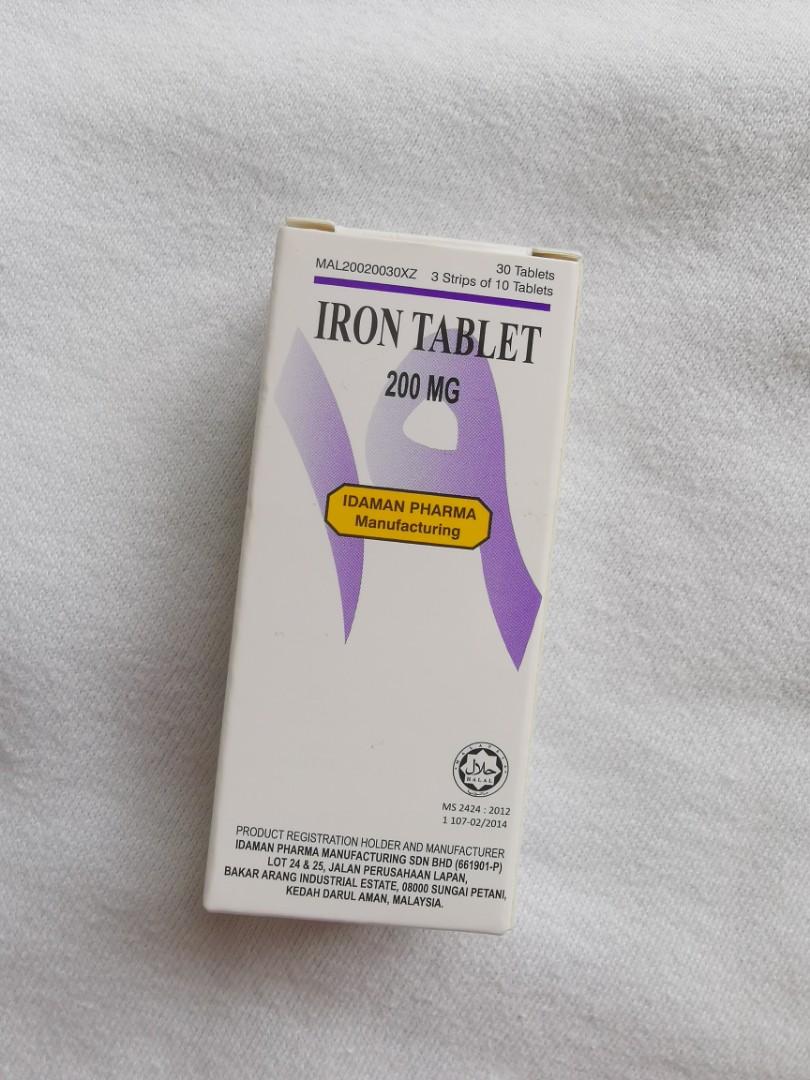 30 Tablets
MAL20020030XZ 3 Strips of 10 Tablets
IRON TABLET
200 MG
IDAMAN PHARMA
Manufacturing
حلال
HALAL
MS 2424 : 2012
1 107-02/2014
PRODUCT REGISTRATION HOLDER AND MANUFACTURER
IDAMAN PHARMA MANUFACTURING SDN BHD (661901-P)
LOT 24 & 25, JALAN PERUSAHAAN LAPAN,
BAKAR ARANG INDUSTRIAL ESTATE, 08000 SUNGAI PETANI,
KEDAH DARUL AMAN, MALAYSIA.